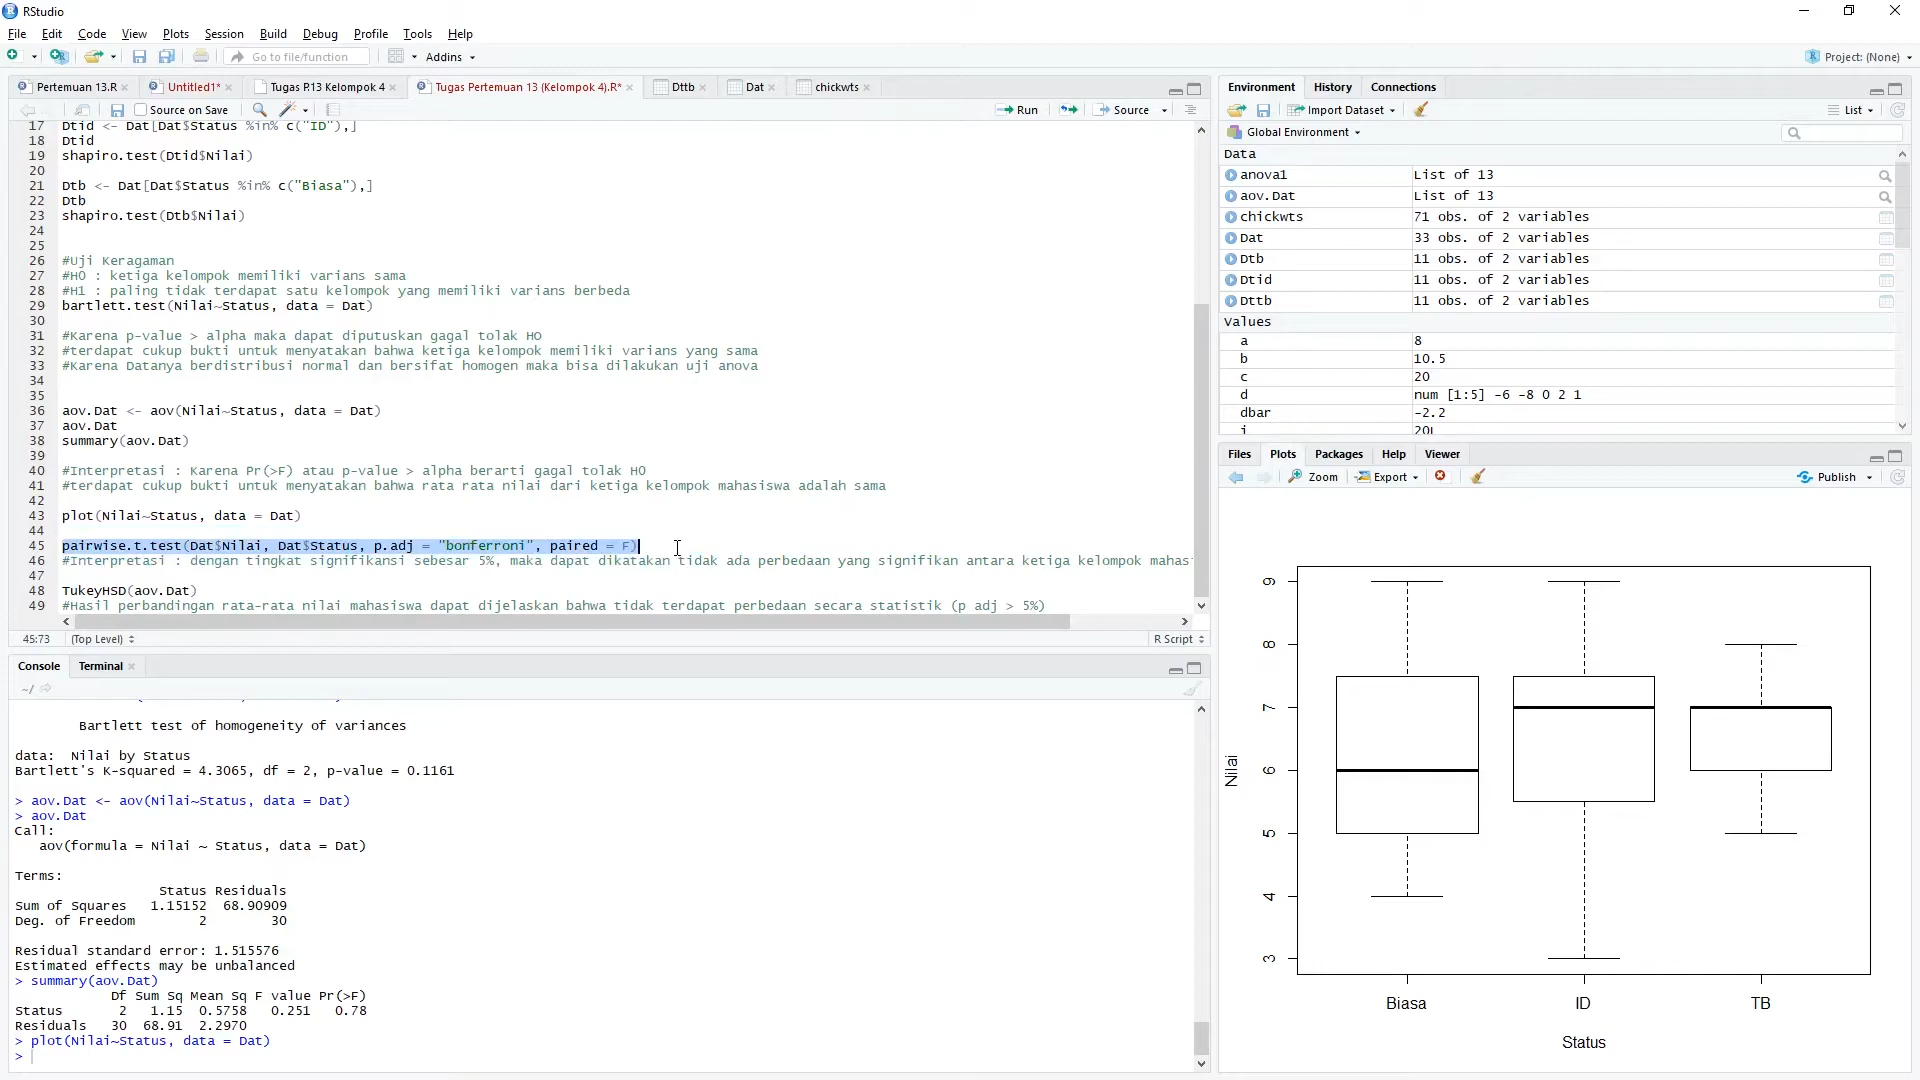 RStudio
File Edit Code View Plots Session Build Debug Profile Tools Help
Go to file/function Addins Project: (None)
Pertemuan 13.R Untitled1* Tugas P.13 Kelompok 4 Tugas Pertemuan 13 (Kelompok 4).R* Dttb Dat chickwts
Source on Save Run Source
17 Dtid <- Dat[Dat$Status %in% c("ID"),]
18 Dtid
19 shapiro.test(Dtid$Nilai)
20
21 Dtb <- Dat[Dat$Status %in% c("Biasa"),]
22 Dtb
23 shapiro.test(Dtb$Nilai)
24
25
26 #Uji Keragaman
27 #H0 : ketiga kelompok memiliki varians sama
28 #H1 : paling tidak terdapat satu kelompok yang memiliki varians berbeda
29 bartlett.test(Nilai~Status, data = Dat)
30
31 #Karena p-value > alpha maka dapat diputuskan gagal tolak HO
32 #terdapat cukup bukti untuk menyatakan bahwa ketiga kelompok memiliki varians yang sama
33 #Karena Datanya berdistribusi normal dan bersifat homogen maka bisa dilakukan uji anova
34
35
36 aov.Dat <- aov(Nilai~Status, data = Dat)
37 aov.Dat
38 summary(aov.Dat)
39
40 #Interpretasi : Karena Pr(>F) atau p-value > alpha berarti gagal tolak H0
41 #terdapat cukup bukti untuk menyatakan bahwa rata rata nilai dari ketiga kelompok mahasiswa adalah sama
42
43 plot(Nilai~Status, data = Dat)
44
45 pairwise.t.test(Dat$Nilai, Dat$Status, p.adj = "bonferroni", paired = F)
46 #Interpretasi : dengan tingkat signifikansi sebesar 5%, maka dapat dikatakan tidak ada perbedaan yang signifikan antara ketiga kelompok mahas
47
48 TukeyHSD(aov.Dat)
49 #Hasil perbandingan rata-rata nilai mahasiswa dapat dijelaskan bahwa tidak terdapat perbedaan secara statistik (p adj > 5%)
45:73 (Top Level) R Script
Console Terminal
~/
Bartlett test of homogeneity of variances
data: Nilai by Status
Bartlett's K-squared = 4.3065, df = 2, p-value = 0.1161
> aov.Dat <- aov(Nilai~Status, data = Dat)
> aov.Dat
Call:
aov(formula = Nilai ~ Status, data = Dat)
Terms:
Status Residuals
Sum of Squares 1.15152 68.90909
Deg. of Freedom 2 30
Residual standard error: 1.515576
Estimated effects may be unbalanced
> summary(aov.Dat)
Df Sum Sq Mean Sq F value Pr(>F)
Status 2 1.15 0.5758 0.251 0.78
Residuals 30 68.91 2.2970
> plot(Nilai~Status, data = Dat)
>
Environment History Connections
Import Dataset List
Global Environment
Data
anova1 List of 13
aov.Dat List of 13
chickwts 71 obs. of 2 variables
Dat 33 obs. of 2 variables
Dtb 11 obs. of 2 variables
Dtid 11 obs. of 2 variables
Dttb 11 obs. of 2 variables
Values
a 8
b 10.5
c 20
d num [1:5] -6 -8 0 2 1
dbar -2.2
i 20L
Files Plots Packages Help Viewer
Zoom Export Publish
9
8
7
6
5
4
3
Nilai
Biasa ID TB
Status